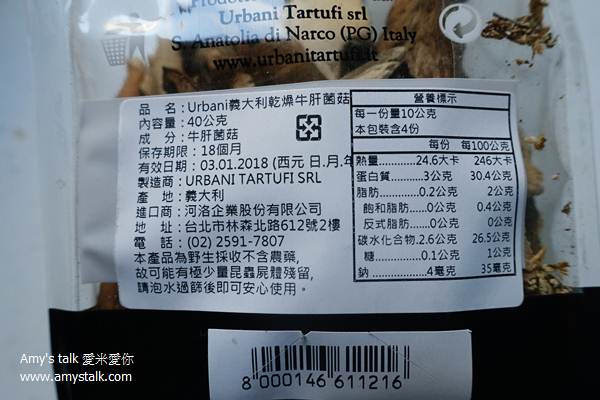 Urbani Tartufi srl
S. Anatolia di Narco (PG) Italy
www.urbanitartufi.it
品　名：Urbani義大利乾燥牛肝菌菇
內容量：40公克
成　分：牛肝菌菇
保存期限：18個月
有效日期：03.01.2018 (西元 日.月.年
製造商：URBANI TARTUFI SRL
產　地：義大利
進口商：河洛企業股份有限公司
地　址：台北市林森北路612號2樓
電　話：(02) 2591-7807
本產品為野生採收不含農藥,
故可能有極少量昆蟲屍體殘留,
請泡水過篩後即可安心使用。
營養標示
每一份量10公克
本包裝含4份
每份 每100公克
熱量..............24.6大卡 246大卡
蛋白質..........3公克 30.4公克
脂肪..............0.2公克 2公克
飽和脂肪......0公克 0.4公克
反式脂肪......0公克 0公克
碳水化合物..2.6公克 26.5公克
糖..............0.1公克 1公克
鈉..................4毫克 35毫克
8 000146 611216
Amy's talk 愛米愛你
www.amystalk.com